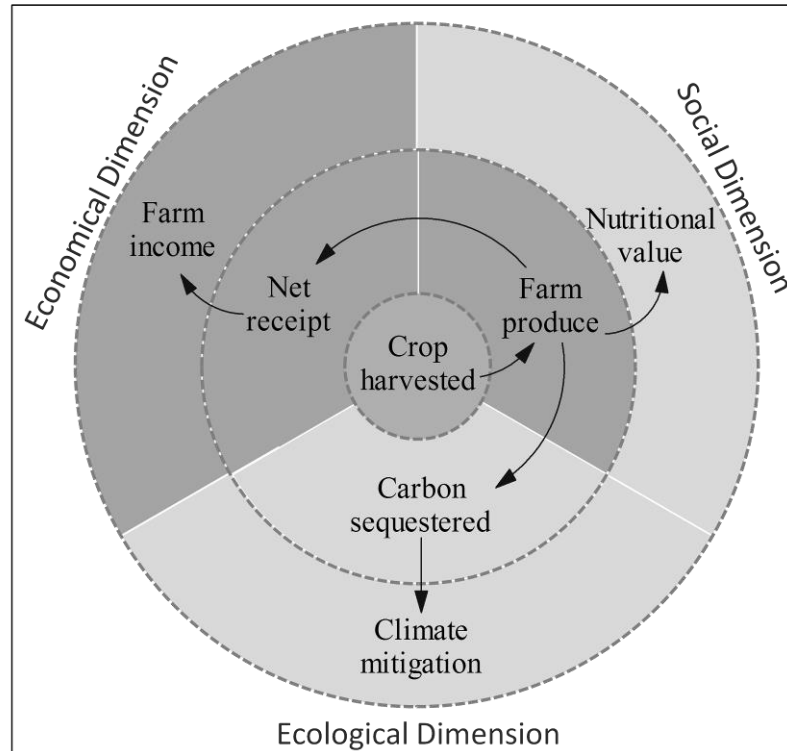 Economical Dimension
Social Dimension
Farm
income
Nutritional
value
Net
receipt
Farm
produce
Crop
harvested
Carbon
sequestered
Climate
mitigation
Ecological Dimension